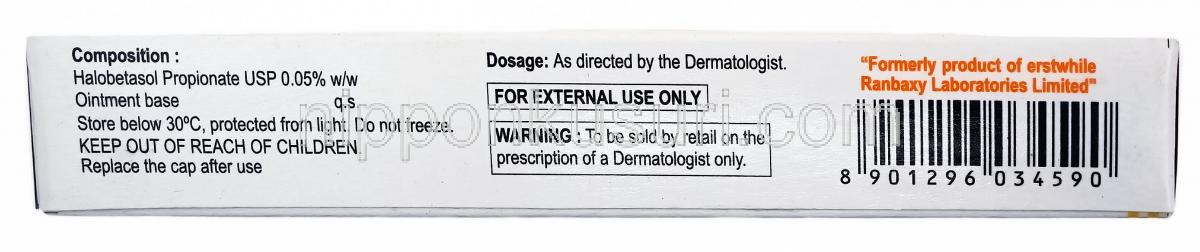 Composition :
Halobetasol Propionate USP 0.05% w/w
Ointment base q.s.
Store below 30ºC, protected from light. Do not freeze.
KEEP OUT OF REACH OF CHILDREN.
Replace the cap after use
Dosage: As directed by the Dermatologist.
FOR EXTERNAL USE ONLY
WARNING : To be sold by retail on the
prescription of a Dermatologist only.
"Formerly product of erstwhile
Ranbaxy Laboratories Limited"
8 901296 034590
nipponkusuri.com